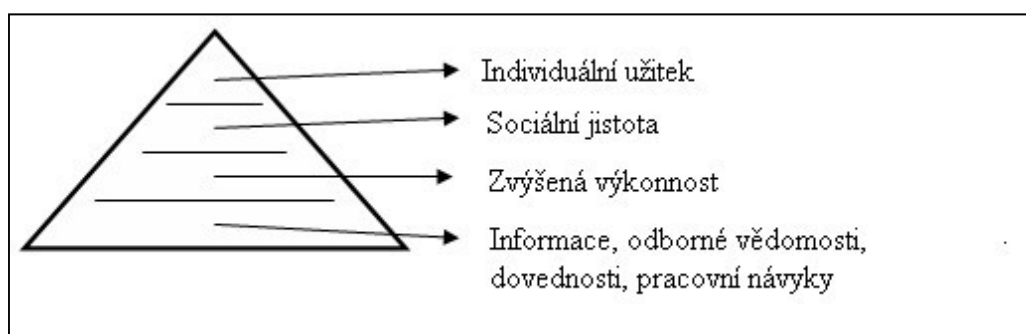 Individuální užitek
Sociální jistota
Zvýšená výkonnost
Informace, odborné vědomosti,
dovednosti, pracovní návyky